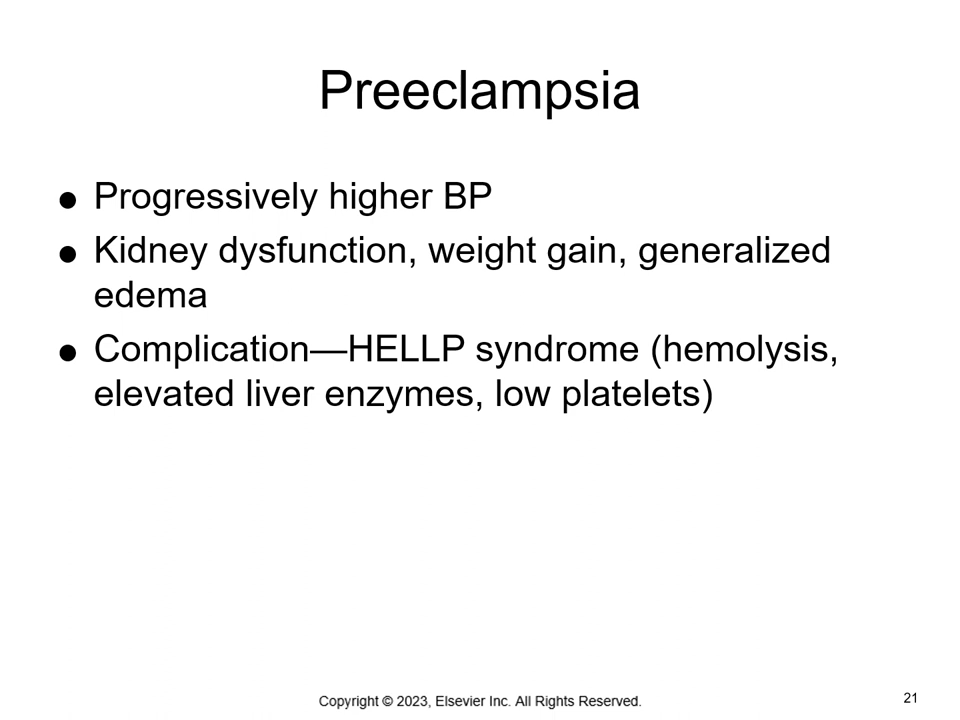 Preeclampsia
● Progressively higher BP
● Kidney dysfunction, weight gain, generalized
edema
● Complication—HELLP syndrome (hemolysis,
elevated liver enzymes, low platelets)
Copyright © 2023, Elsevier Inc. All Rights Reserved.
21